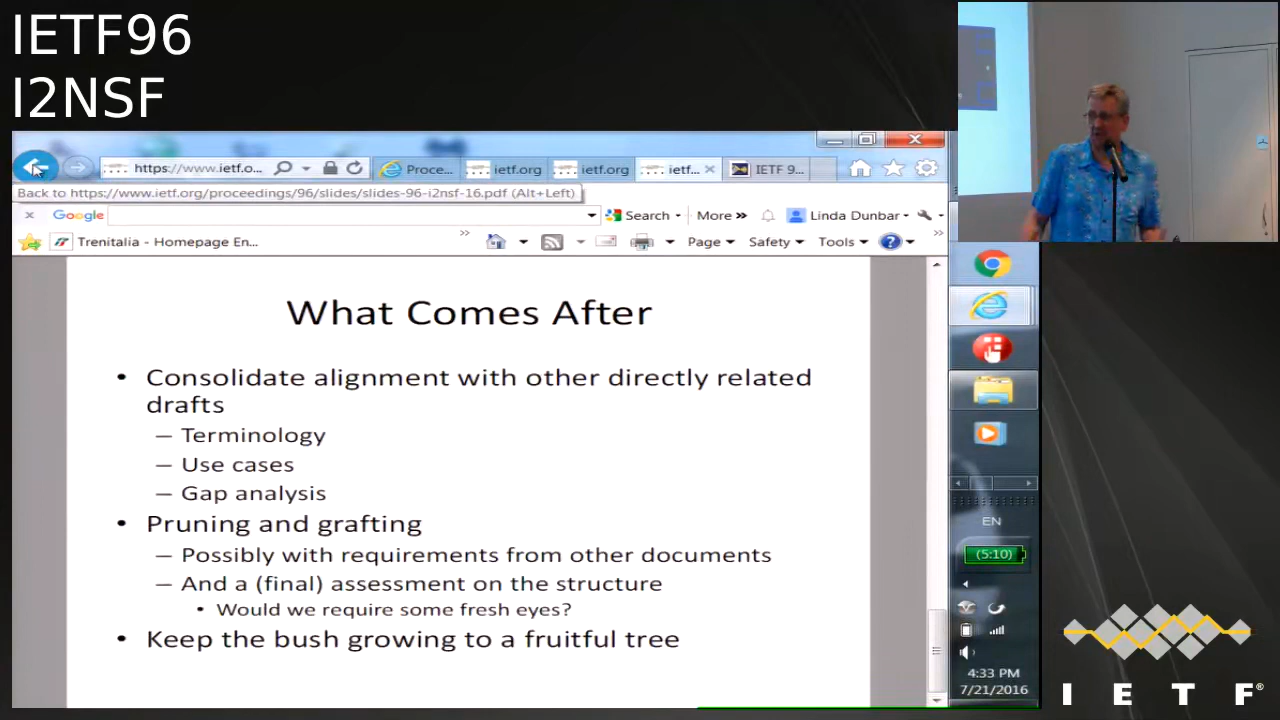 IETF96
I2NSF
https://www.ietf.o...
Proce...
ietf.org
ietf.org
ietf...
IETF 9...
Back to https://www.ietf.org/proceedings/96/slides/slides-96-i2nsf-16.pdf (Alt+Left)
Google
Search
More »
Linda Dunbar
Trenitalia - Homepage En...
Page
Safety
Tools
What Comes After
• Consolidate alignment with other directly related
drafts
– Terminology
– Use cases
– Gap analysis
• Pruning and grafting
– Possibly with requirements from other documents
– And a (final) assessment on the structure
• Would we require some fresh eyes?
• Keep the bush growing to a fruitful tree
EN
(5:10)
4:33 PM
7/21/2016
I E T F®